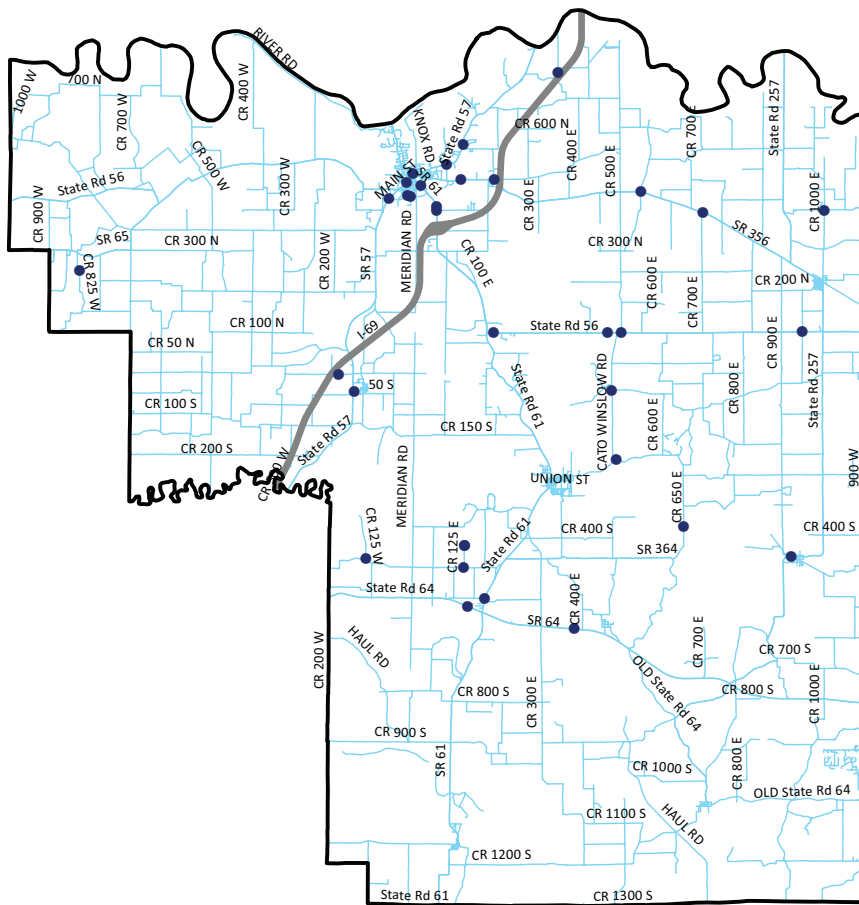 RIVER RD
700 N
1000 W
CR 700 W
CR 400 W
KNOX RD
State Rd 57
CR 600 N
CR 700 E
State Rd 257
CR 400 E
CR 500 W
CR 500 E
State Rd 56
CR 300 W
MAIN ST
SR 61
CR 900 W
CR 300 E
CR 1000 E
SR 65
CR 300 N
CR 200 W
SR 57
MERIDIAN RD
CR 100 E
CR 300 N
SR 356
CR 825 W
CR 600 E
CR 700 E
CR 200 N
CR 100 N
I-69
State Rd 56
CR 900 E
CR 50 N
50 S
State Rd 61
CATO WINSLOW RD
CR 800 E
State Rd 257
CR 100 S
State Rd 57
CR 150 S
CR 600 E
CR 200 S
MERIDIAN RD
UNION ST
CR 650 E
900 W
CR 125 W
CR 125 E
State Rd 61
CR 400 S
SR 364
CR 400 S
State Rd 64
SR 64
CR 400 E
CR 200 W
HAUL RD
CR 700 E
CR 700 S
OLD State Rd 64
CR 800 S
CR 300 E
CR 800 S
CR 1000 E
CR 900 S
SR 61
CR 1000 S
CR 800 E
OLD State Rd 64
CR 1100 S
HAUL RD
CR 1200 S
State Rd 61
CR 1300 S